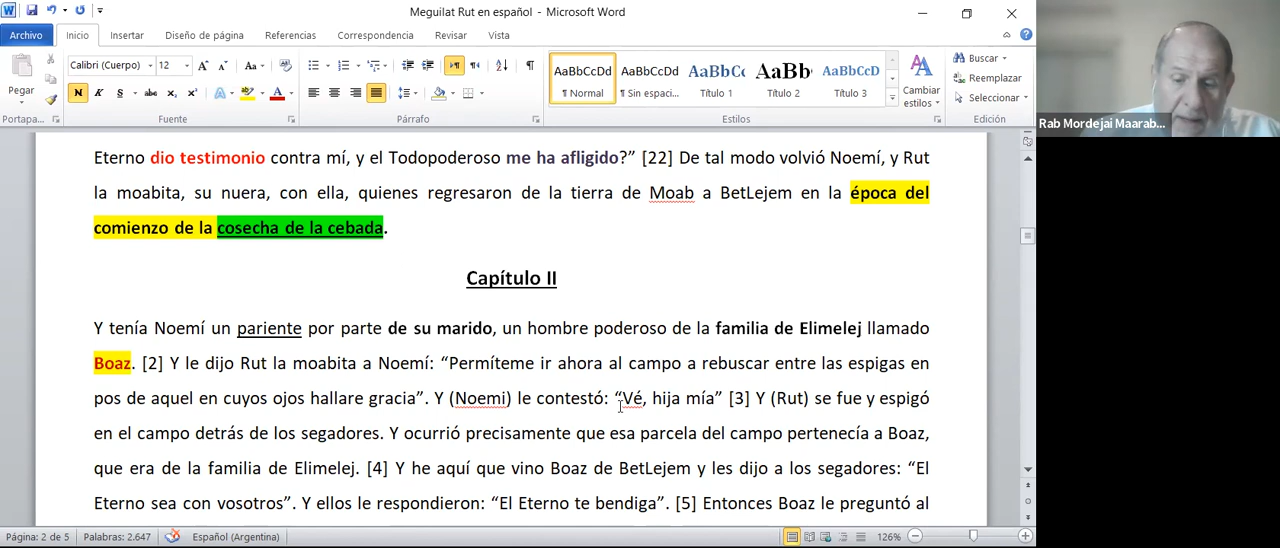 Meguilat Rut en español - Microsoft Word
Archivo Inicio Insertar Diseño de página Referencias Correspondencia Revisar Vista
Pegar
Portapa...
Calibri (Cuerpo) 12
Aa
N K S abc x₂ x² A A
Fuente
Párrafo
AaBbCcDd AaBbCcDd AaBbCc AaBb AaBbCcD
¶ Normal ¶ Sin espaci... Título 1 Título 2 Título 3
Estilos
Cambiar estilos
Buscar
Reemplazar
Seleccionar
Edición
Rab Mordejai Maarab...
Eterno dio testimonio contra mí, y el Todopoderoso me ha afligido?” [22] De tal modo volvió Noemí, y Rut
la moabita, su nuera, con ella, quienes regresaron de la tierra de Moab a BetLejem en la época del
comienzo de la cosecha de la cebada.
Capítulo II
Y tenía Noemí un pariente por parte de su marido, un hombre poderoso de la familia de Elimelej llamado
Boaz. [2] Y le dijo Rut la moabita a Noemí: “Permíteme ir ahora al campo a rebuscar entre las espigas en
pos de aquel en cuyos ojos hallare gracia”. Y (Noemi) le contestó: “Vé, hija mía” [3] Y (Rut) se fue y espigó
en el campo detrás de los segadores. Y ocurrió precisamente que esa parcela del campo pertenecía a Boaz,
que era de la familia de Elimelej. [4] Y he aquí que vino Boaz de BetLejem y les dijo a los segadores: “El
Eterno sea con vosotros”. Y ellos le respondieron: “El Eterno te bendiga”. [5] Entonces Boaz le preguntó al
Página: 2 de 5 Palabras: 2.647 Español (Argentina) 126%